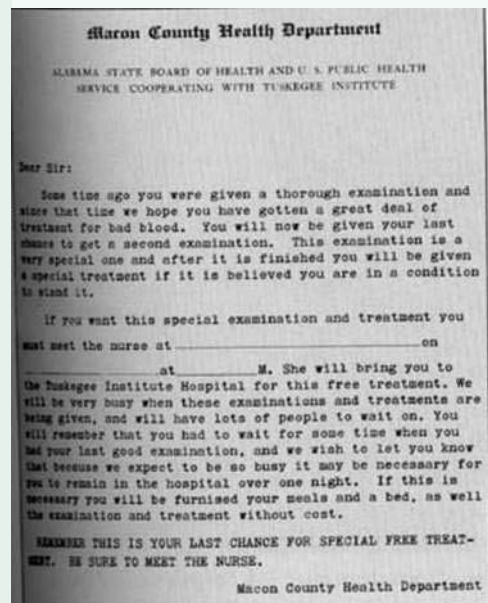 Macon County Health Department
ALABAMA STATE BOARD OF HEALTH AND U. S. PUBLIC HEALTH
SERVICE COOPERATING WITH TUSKEGEE INSTITUTE
Dear Sir:
Some time ago you were given a thorough examination and
since that time we hope you have gotten a great deal of
treatment for bad blood. You will now be given your last
chance to get a second examination. This examination is a
very special one and after it is finished you will be given
a special treatment if it is believed you are in a condition
to stand it.
If you want this special examination and treatment you
must meet the nurse at on
at M. She will bring you to
the Tuskegee Institute Hospital for this free treatment. We
will be very busy when these examinations and treatments are
being given, and will have lots of people to wait on. You
will remember that you had to wait for some time when you
had your last good examination, and we wish to let you know
that because we expect to be so busy it may be necessary for
you to remain in the hospital over one night. If this is
necessary you will be furnished your meals and a bed, as well
the examination and treatment without cost.
REMEMBER THIS IS YOUR LAST CHANCE FOR SPECIAL FREE TREAT-
MENT. BE SURE TO MEET THE NURSE.
Macon County Health Department